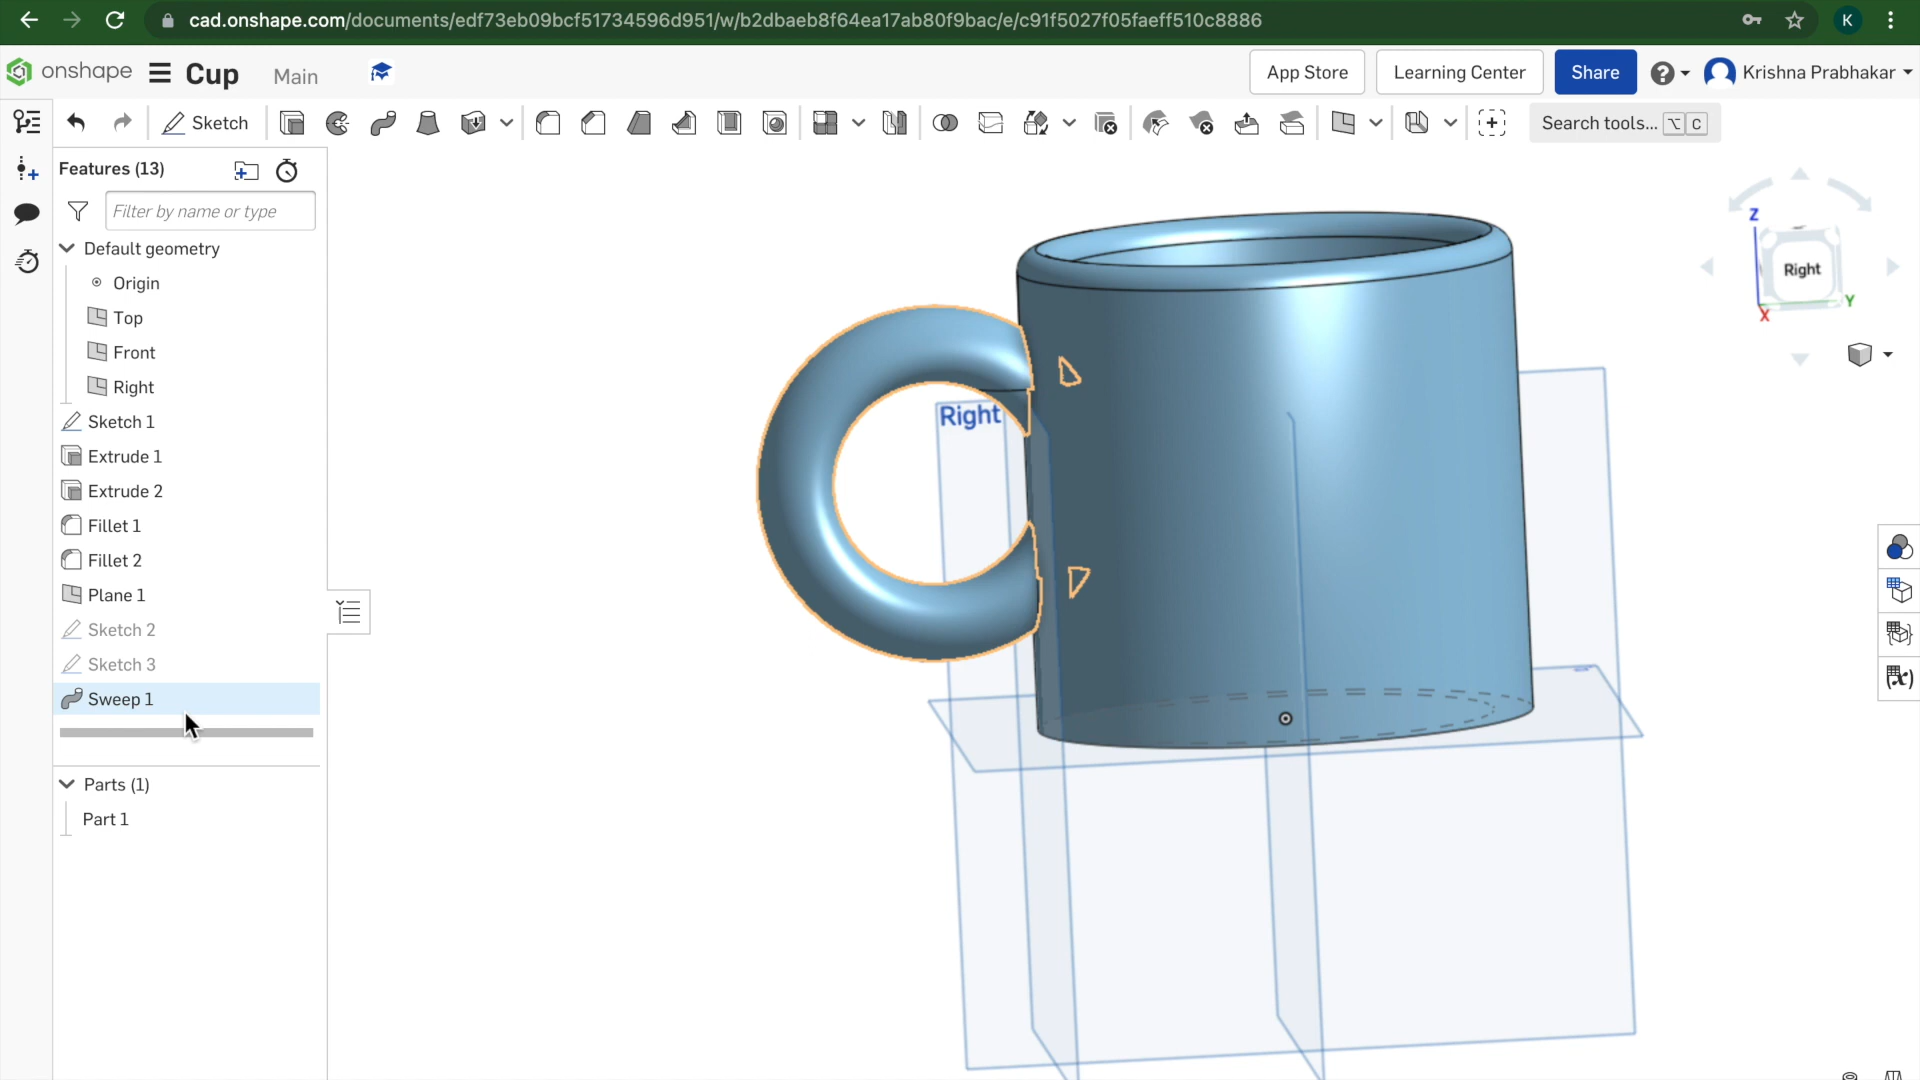 cad.onshape.com/documents/edf73eb09bcf51734596d951/w/b2dbaeb8f64ea17ab80f9bac/e/c91f5027f05faeff510c8886
K
onshape Cup Main
App Store Learning Center Share Krishna Prabhakar
Sketch
Search tools... ⌥ C
Features (13)
Filter by name or type
Default geometry
Origin
Top
Front
Right
Sketch 1
Extrude 1
Extrude 2
Fillet 1
Fillet 2
Plane 1
Sketch 2
Sketch 3
Sweep 1
Parts (1)
Part 1
Right
Z
Right
Y
X
(x)